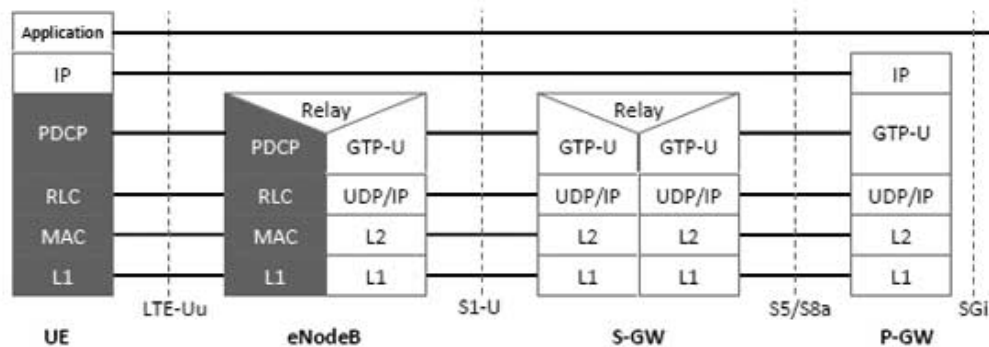 Application
IP IP
Relay Relay
PDCP PDCP GTP-U GTP-U GTP-U GTP-U
RLC RLC UDP/IP UDP/IP UDP/IP UDP/IP
MAC MAC L2 L2 L2 L2
L1 L1 L1 L1 L1 L1
LTE-Uu S1-U S5/S8a SGi
UE eNodeB S-GW P-GW